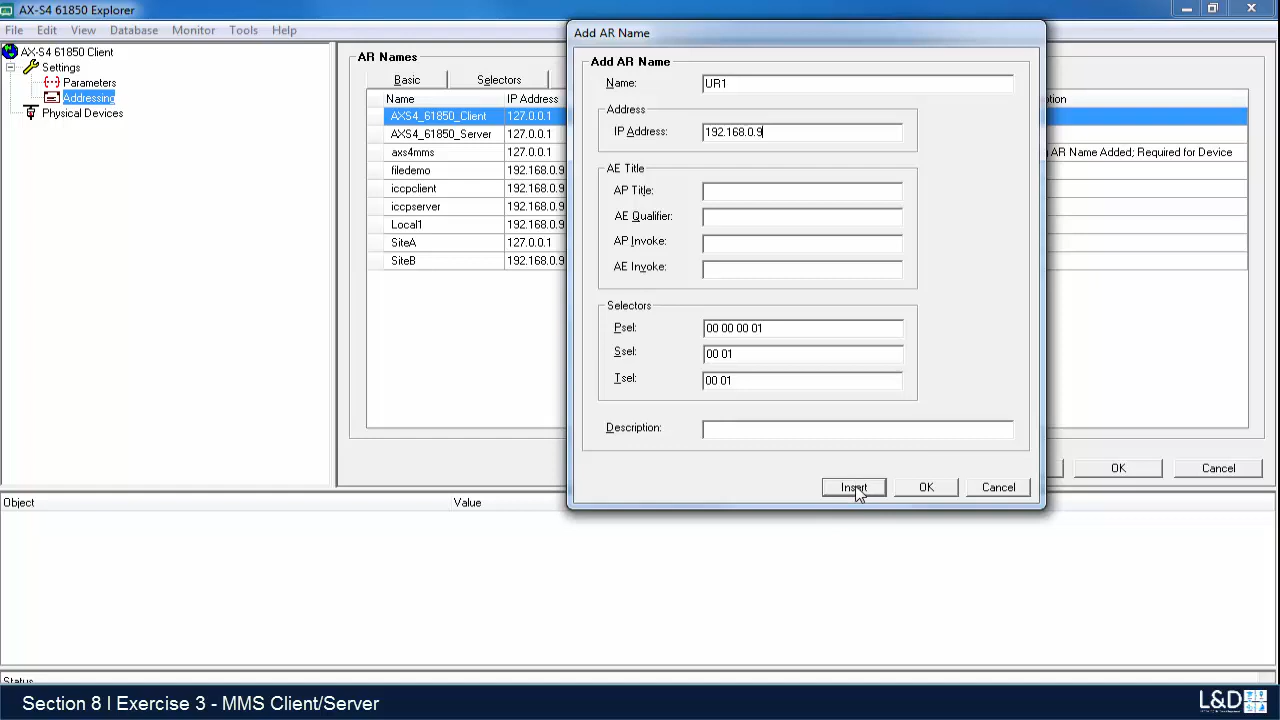 AX-S4 61850 Explorer
File Edit View Database Monitor Tools Help
AX-S4 61850 Client
Settings
Parameters
Addressing
Physical Devices
AR Names
Basic Selectors
Name IP Address
AXS4_61850_Client 127.0.0.1
AXS4_61850_Server 127.0.0.1
axs4mms 127.0.0.1
filedemo 192.168.0.9
iccpclient 192.168.0.9
iccpserver 192.168.0.9
Local1 192.168.0.9
SiteA 127.0.0.1
SiteB 192.168.0.9
AR Name Added; Required for Device
OK Cancel
Add AR Name
Add AR Name
Name: UR1
Address
IP Address: 192.168.0.9
AE Title
AP Title:
AE Qualifier:
AP Invoke:
AE Invoke:
Selectors
Psel: 00 00 00 01
Ssel: 00 01
Tsel: 00 01
Description:
Insert OK Cancel
Object Value
Status
Section 8 | Exercise 3 - MMS Client/Server
L&D